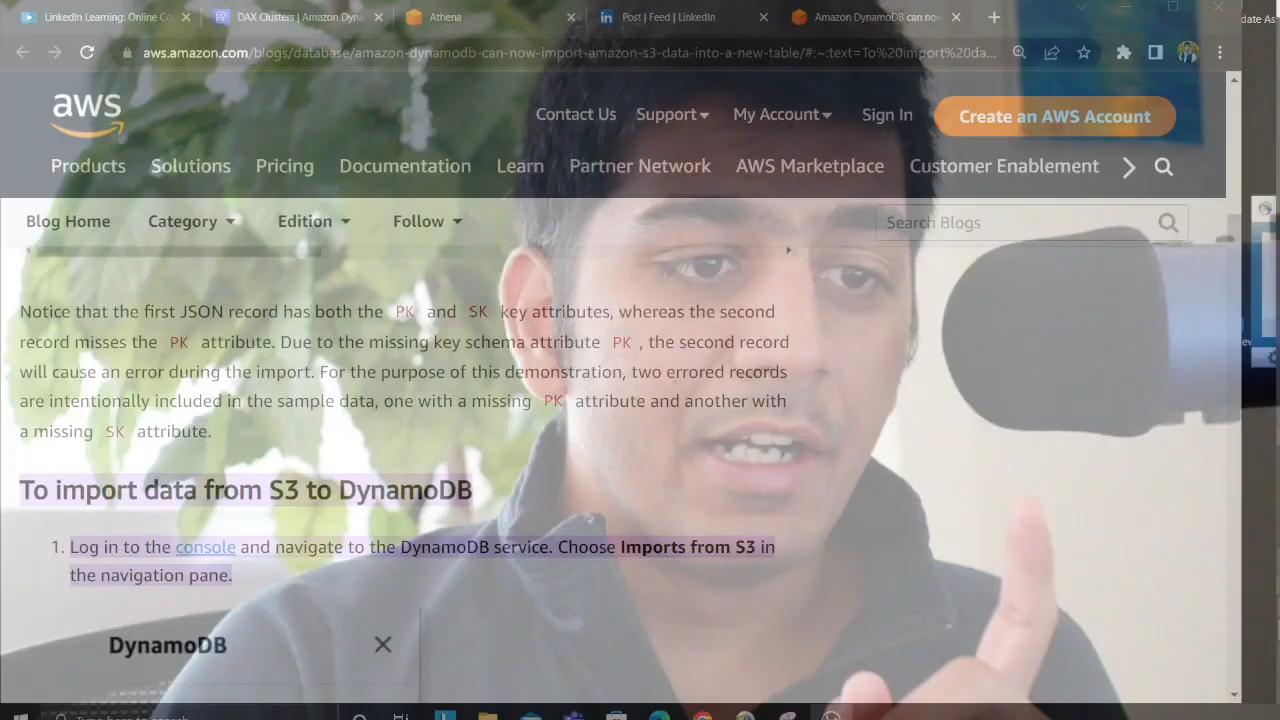 LinkedIn Learning: Online Co
DAX Clusters | Amazon Dyna
Athena
Post | Feed | LinkedIn
Amazon DynamoDB can now
date As
aws.amazon.com/blogs/database/amazon-dynamodb-can-now-import-amazon-s3-data-into-a-new-table/#:~:text=To%20import%20da...
aws
Contact Us
Support
My Account
Sign In
Create an AWS Account
Products
Solutions
Pricing
Documentation
Learn
Partner Network
AWS Marketplace
Customer Enablement
Blog Home
Category
Edition
Follow
Search Blogs
Notice that the first JSON record has both the PK and SK key attributes, whereas the second
record misses the PK attribute. Due to the missing key schema attribute PK , the second record
will cause an error during the import. For the purpose of this demonstration, two errored records
are intentionally included in the sample data, one with a missing PK attribute and another with
a missing SK attribute.
To import data from S3 to DynamoDB
1. Log in to the console and navigate to the DynamoDB service. Choose Imports from S3 in
the navigation pane.
DynamoDB
Type here to search